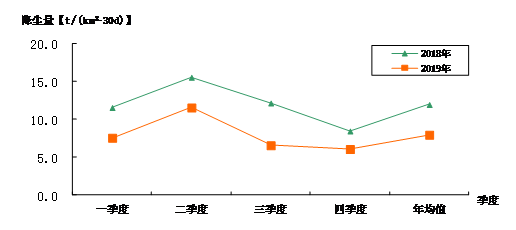 降尘量【t/(km²·30d)】
20.0
15.0
10.0
5.0
0.0
2018年
2019年
一季度 二季度 三季度 四季度 年均值
季度